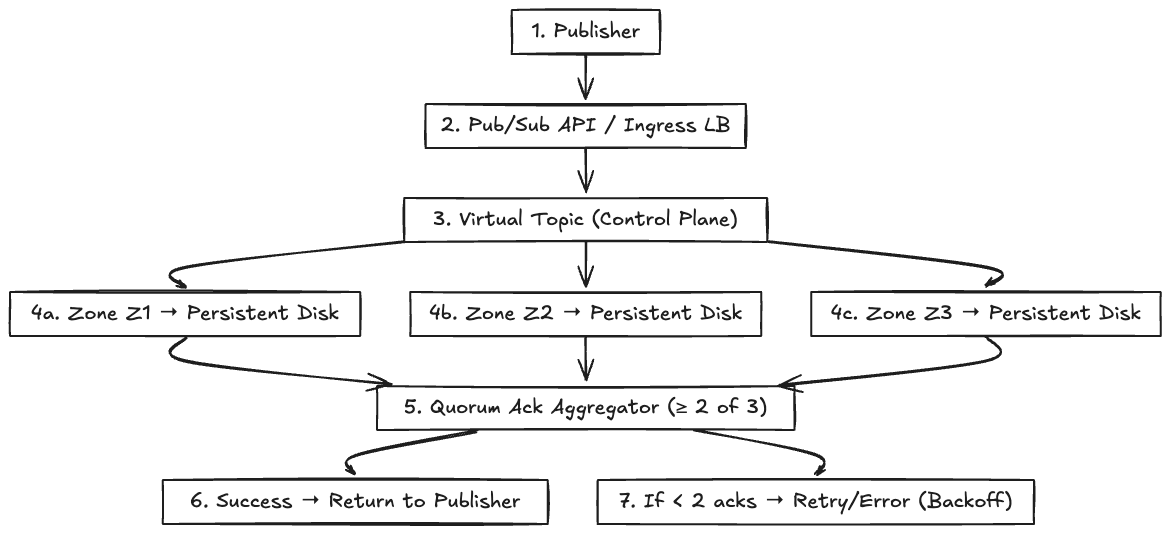 1. Publisher
2. Pub/Sub API / Ingress LB
3. Virtual Topic (Control Plane)
4a. Zone Z1 → Persistent Disk
4b. Zone Z2 → Persistent Disk
4c. Zone Z3 → Persistent Disk
5. Quorum Ack Aggregator (≥ 2 of 3)
6. Success → Return to Publisher
7. If < 2 acks → Retry/Error (Backoff)